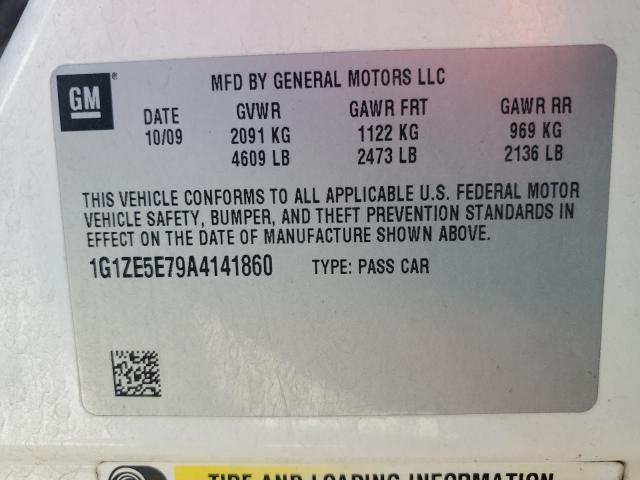 GM ®
MFD BY GENERAL MOTORS LLC
DATE GVWR GAWR FRT GAWR RR
10/09 2091 KG 1122 KG 969 KG
4609 LB 2473 LB 2136 LB
THIS VEHICLE CONFORMS TO ALL APPLICABLE U.S. FEDERAL MOTOR
VEHICLE SAFETY, BUMPER, AND THEFT PREVENTION STANDARDS IN
EFFECT ON THE DATE OF MANUFACTURE SHOWN ABOVE.
1G1ZE5E79A4141860 TYPE: PASS CAR
TIRE AND LOADING INFORMATION